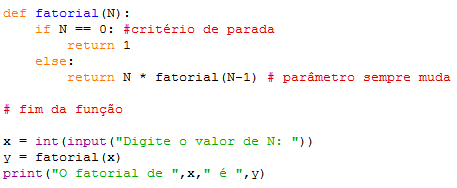 def fatorial(N):
    if N == 0: #critério de parada
        return 1
    else:
        return N * fatorial(N-1) # parâmetro sempre muda
# fim da função
x = int(input("Digite o valor de N: "))
y = fatorial(x)
print("O fatorial de ",x," é ",y)